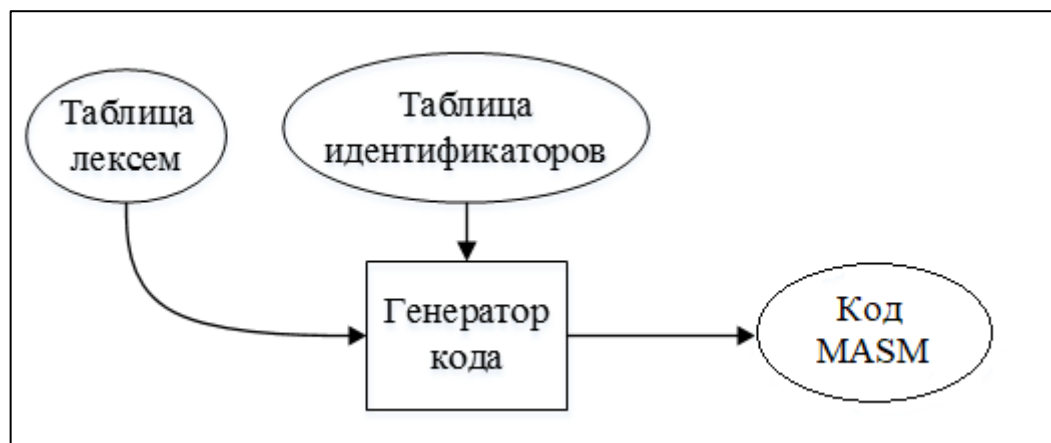 Таблица
лексем
Таблица
идентификаторов
Генератор
кода
Код
MASM